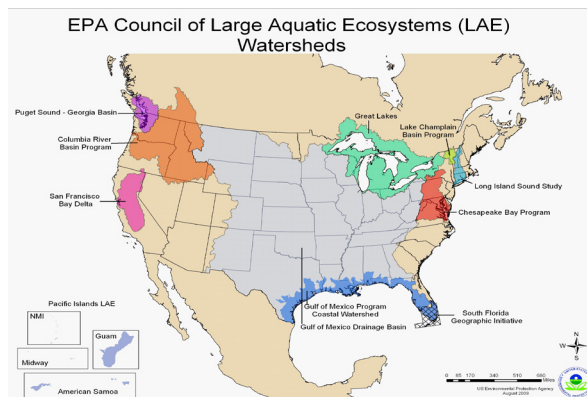 EPA Council of Large Aquatic Ecosystems (LAE)
Watersheds
Puget Sound - Georgia Basin
Columbia River
Basin Program
San Francisco
Bay Delta
Great Lakes
Lake Champlain
Basin Program
Long Island Sound Study
Chesapeake Bay Program
Gulf of Mexico Program
Coastal Watershed
Gulf of Mexico Drainage Basin
South Florida
Geographic Initiative
Pacific Islands LAE
NMI
Guam
Midway
American Samoa
0 85 170 340 510 680
Miles
US Environmental Protection Agency
August 2009